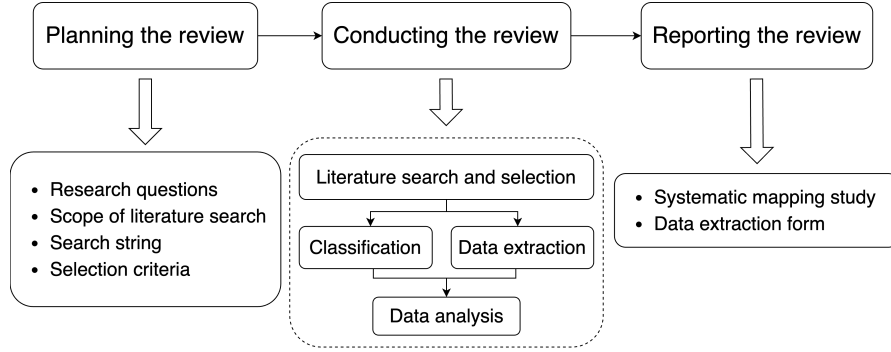 Planning the review
Conducting the review
Reporting the review
• Research questions
• Scope of literature search
• Search string
• Selection criteria
Literature search and selection
Classification
Data extraction
Data analysis
• Systematic mapping study
• Data extraction form